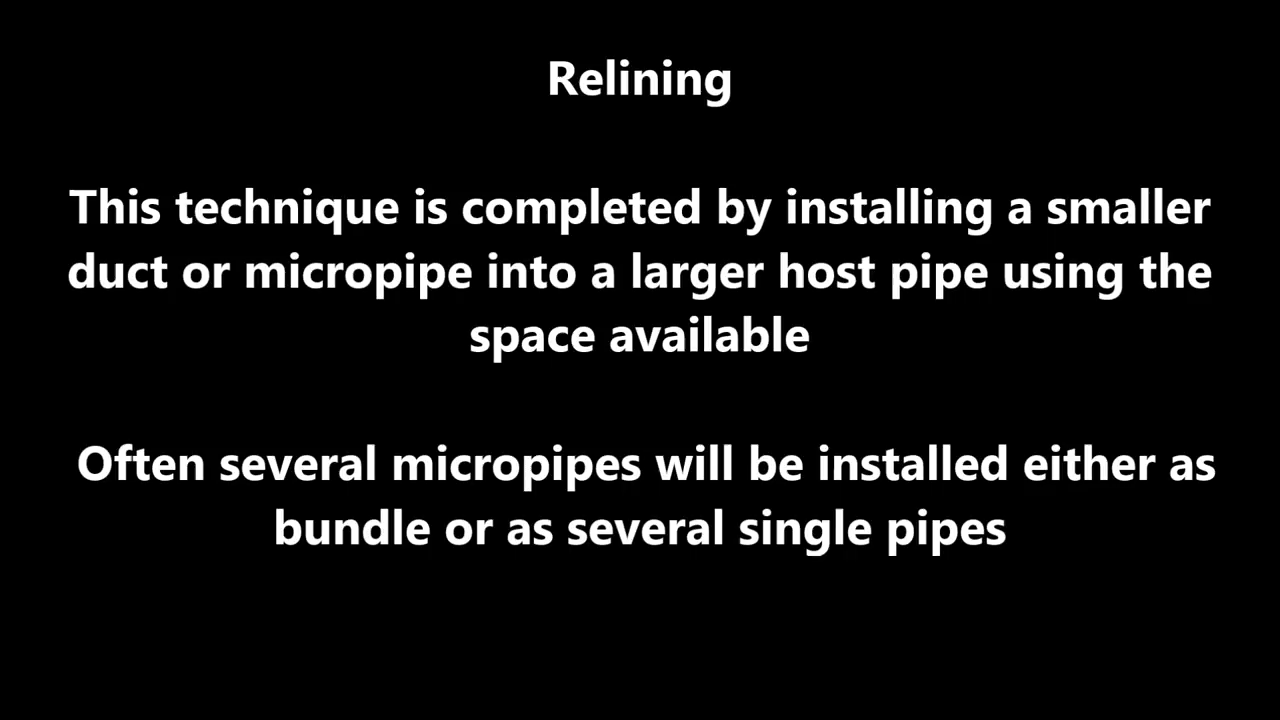 Relining
This technique is completed by installing a smaller
duct or micropipe into a larger host pipe using the
space available
Often several micropipes will be installed either as
bundle or as several single pipes